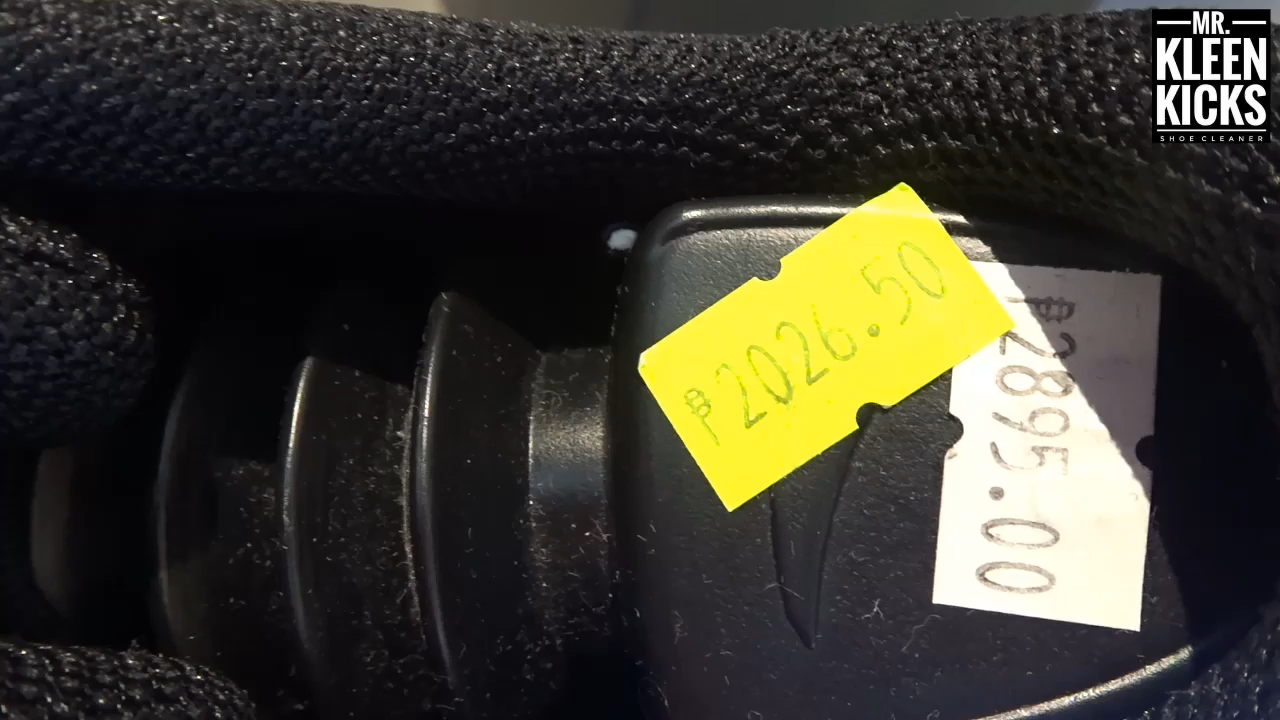 MR.
KLEEN
KICKS
SHOE CLEANER
₱2026.50
₱2895.00